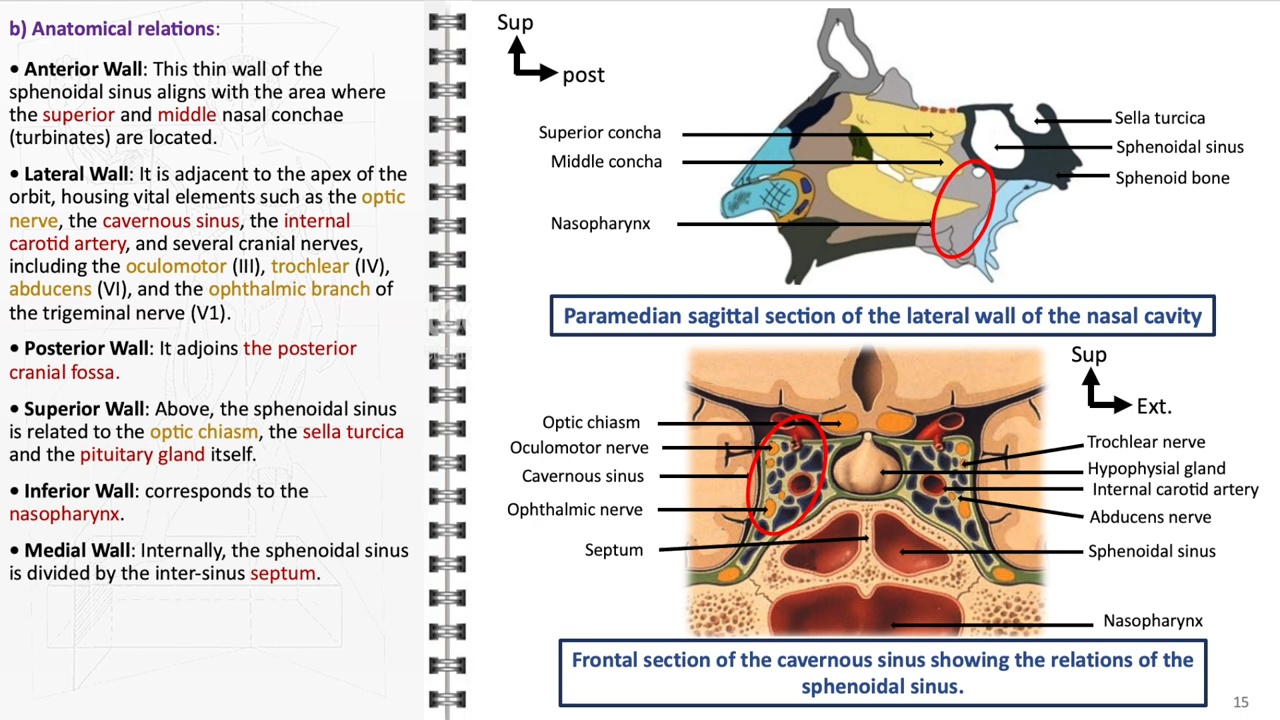 b) Anatomical relations:
• Anterior Wall: This thin wall of the
sphenoidal sinus aligns with the area where
the superior and middle nasal conchae
(turbinates) are located.
• Lateral Wall: It is adjacent to the apex of the
orbit, housing vital elements such as the optic
nerve, the cavernous sinus, the internal
carotid artery, and several cranial nerves,
including the oculomotor (III), trochlear (IV),
abducens (VI), and the ophthalmic branch of
the trigeminal nerve (V1).
• Posterior Wall: It adjoins the posterior
cranial fossa.
• Superior Wall: Above, the sphenoidal sinus
is related to the optic chiasm, the sella turcica
and the pituitary gland itself.
• Inferior Wall: corresponds to the
nasopharynx.
• Medial Wall: Internally, the sphenoidal sinus
is divided by the inter-sinus septum.
Sup
post
Superior concha
Middle concha
Nasopharynx
Sella turcica
Sphenoidal sinus
Sphenoid bone
Paramedian sagittal section of the lateral wall of the nasal cavity
Sup
Ext.
Optic chiasm
Oculomotor nerve
Cavernous sinus
Ophthalmic nerve
Septum
Trochlear nerve
Hypophysial gland
Internal carotid artery
Abducens nerve
Sphenoidal sinus
Nasopharynx
Frontal section of the cavernous sinus showing the relations of the
sphenoidal sinus.
15